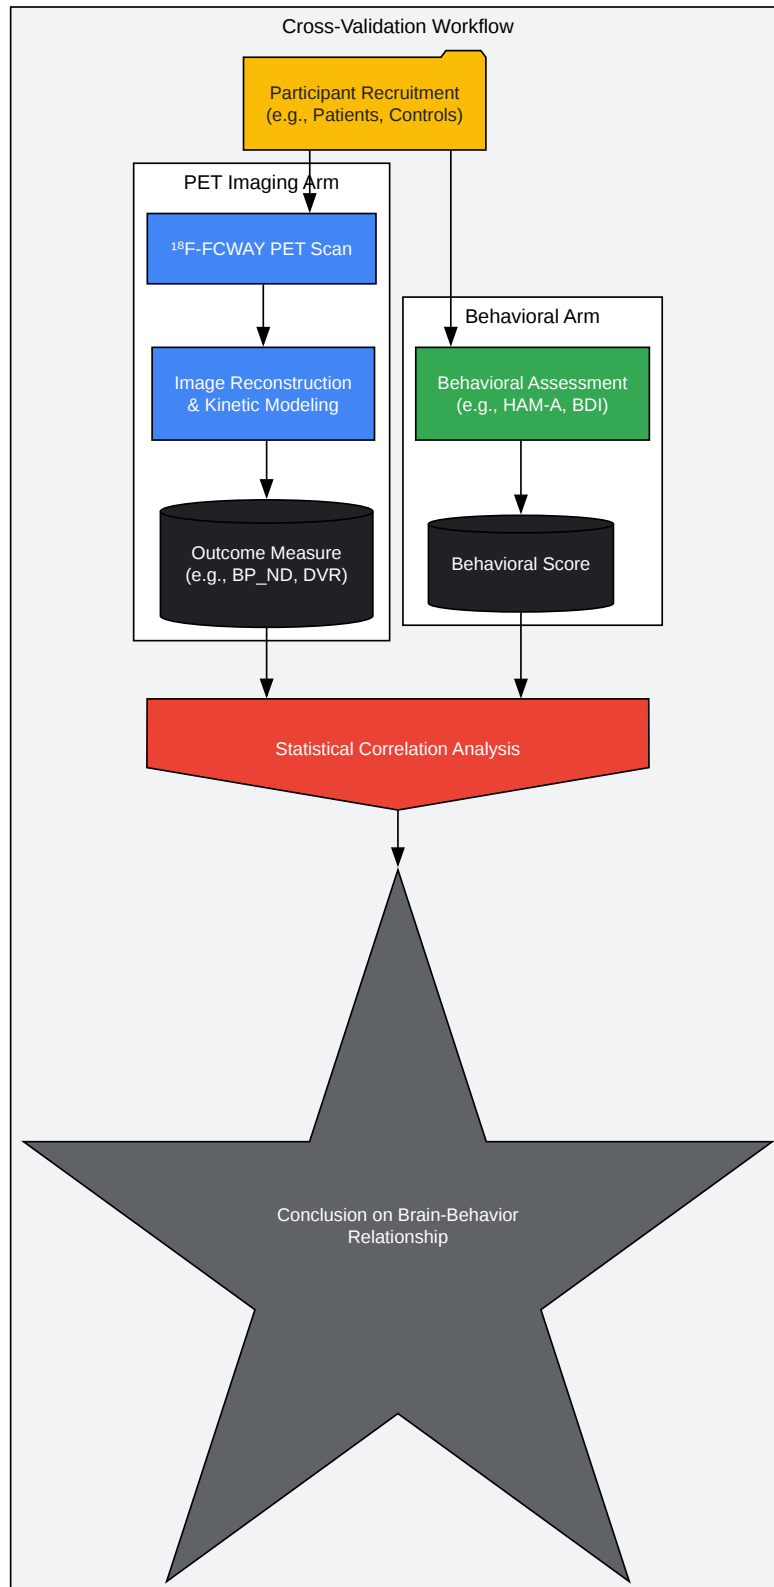 Cross-Validation Workflow
Participant Recruitment
(e.g., Patients, Controls)
PET Imaging Arm
¹⁸F-FCWAY PET Scan
Image Reconstruction
& Kinetic Modeling
Outcome Measure
(e.g., BP_ND, DVR)
Behavioral Arm
Behavioral Assessment
(e.g., HAM-A, BDI)
Behavioral Score
Statistical Correlation Analysis
Conclusion on Brain-Behavior
Relationship